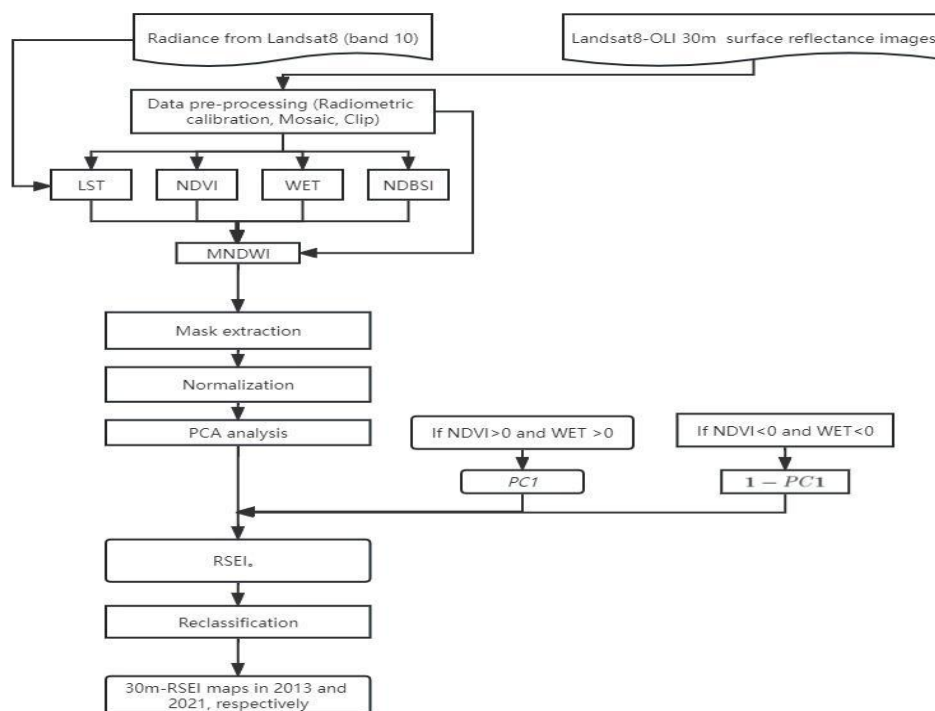 Radiance from Landsat8 (band 10)
Landsat8-OLI 30m surface reflectance images
Data pre-processing (Radiometric
calibration, Mosaic, Clip)
LST
NDVI
WET
NDBSI
MNDWI
Mask extraction
Normalization
PCA analysis
If NDVI>0 and WET >0
If NDVI<0 and WET<0
PC1
1 − PC1
RSEI。
Reclassification
30m-RSEI maps in 2013 and
2021, respectively